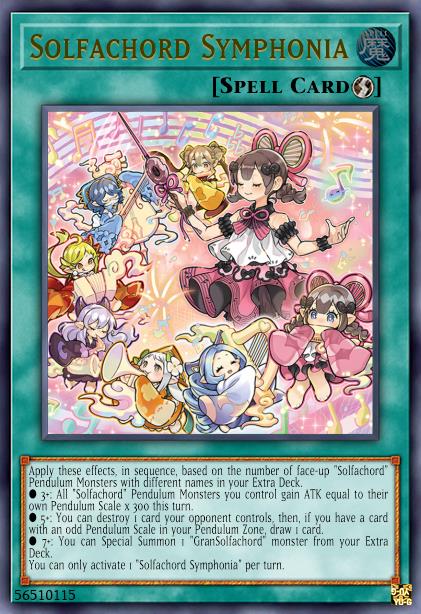 SOLFACHORD SYMPHONIA
魔
[SPELL CARD]
Apply these effects, in sequence, based on the number of face-up "Solfachord"
Pendulum Monsters with different names in your Extra Deck.
● 3+: All "Solfachord" Pendulum Monsters you control gain ATK equal to their
own Pendulum Scale x 300 this turn.
● 5+: You can destroy 1 card your opponent controls, then, if you have a card
with an odd Pendulum Scale in your Pendulum Zone, draw 1 card.
● 7+: You can Special Summon 1 "GranSolfachord" monster from your Extra
Deck.
You can only activate 1 "Solfachord Symphonia" per turn.
56510115